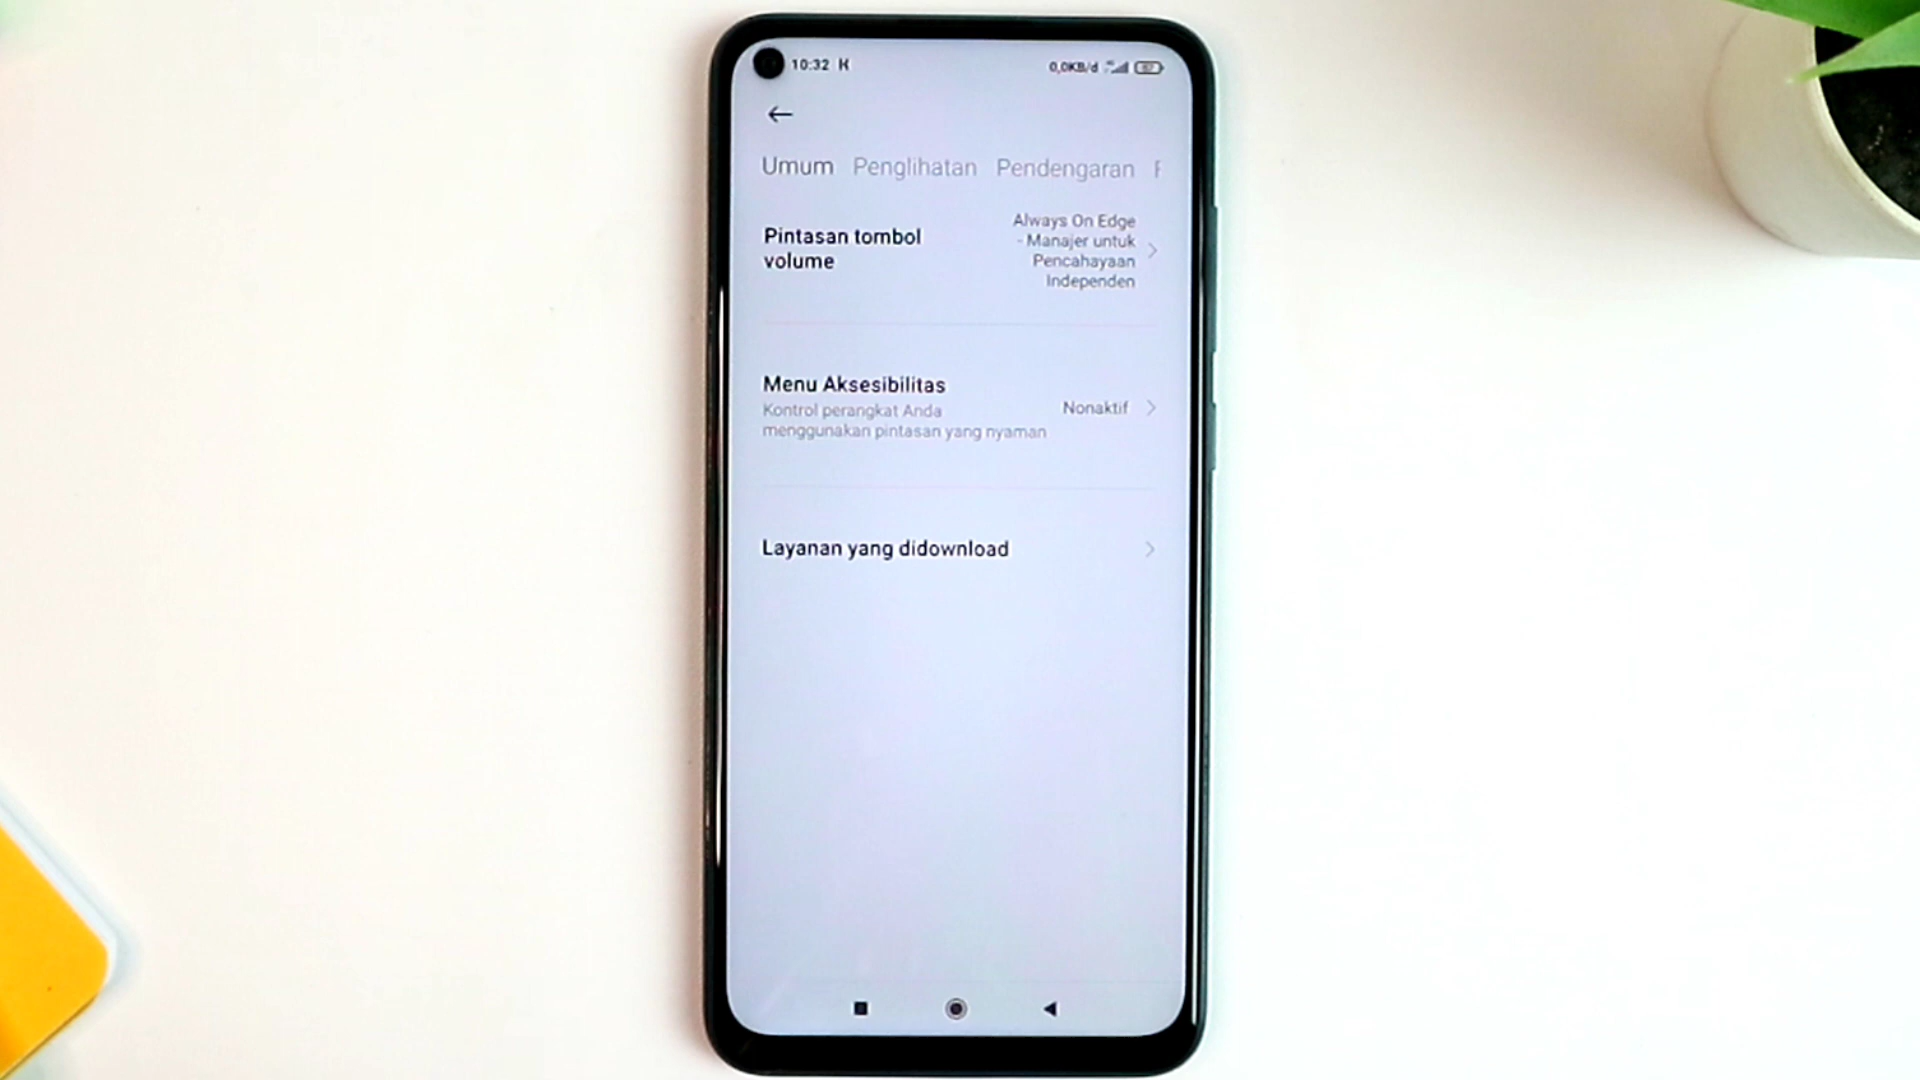 10:32
0,0KB/d
Umum Penglihatan Pendengaran
Pintasan tombol
volume
Always On Edge
- Manajer untuk
Pencahayaan
Independen
Menu Aksesibilitas
Kontrol perangkat Anda
menggunakan pintasan yang nyaman
Nonaktif
Layanan yang didownload